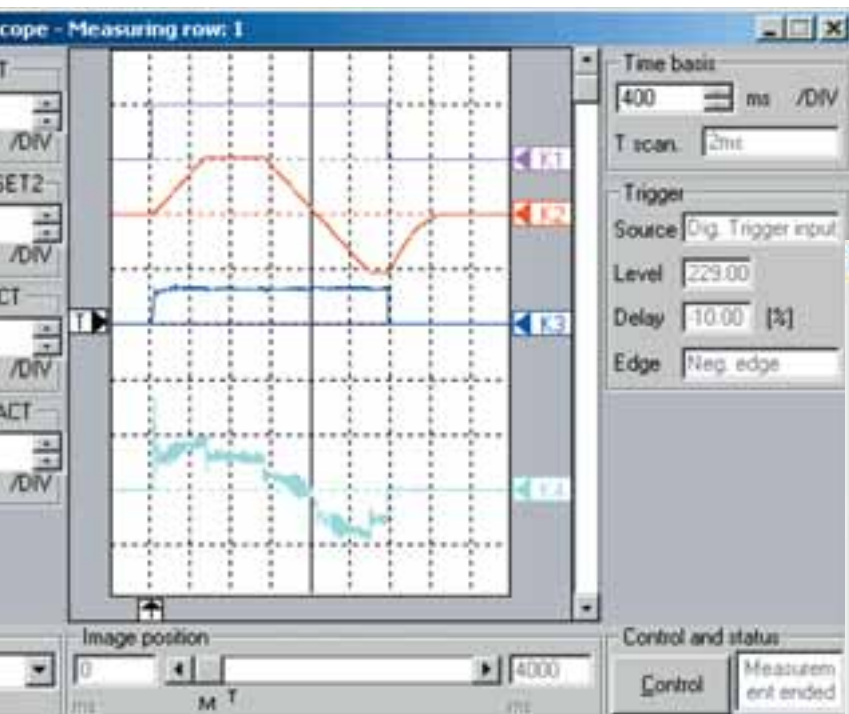 cope - Measuring row: 1
T
/DIV
SET2
/DIV
CT
/DIV
ACT
/DIV
T
K1
K2
K3
K4
Time basis
400 ms /DIV
T scan. 2ms
Trigger
Source Dig. Trigger input
Level 229.00
Delay -10.00 [%]
Edge Neg. edge
Image position
0
4000
ms
M T
ms
Control and status
Control
Measurem
ent ended